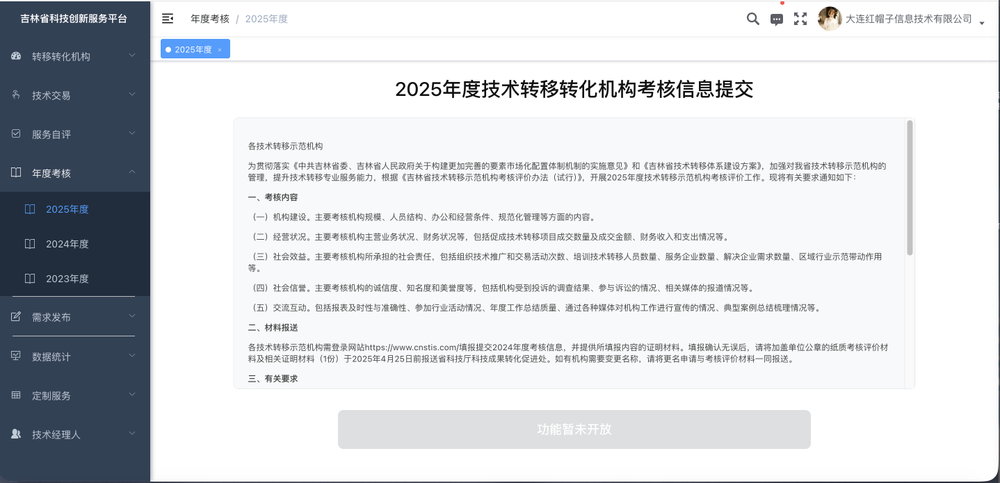 吉林省科技创新服务平台
年度考核 / 2025年度
大连红帽子信息技术有限公司
2025年度 ×
转移转化机构
技术交易
服务自评
年度考核
2025年度
2024年度
2023年度
需求发布
数据统计
定制服务
技术经理人
2025年度技术转移转化机构考核信息提交
各技术转移示范机构
为贯彻落实《中共吉林省委、吉林省人民政府关于构建更加完善的要素市场化配置体制机制的实施意见》和《吉林省技术转移体系建设方案》，加强对我省技术转移示范机构的
管理，提升技术转移专业服务能力，根据《吉林省技术转移示范机构考核评价办法（试行）》，开展2025年度技术转移示范机构考核评价工作。现将有关要求通知如下：
一、考核内容
（一）机构建设。主要考核机构规模、人员结构、办公和经营条件、规范化管理等方面的内容。
（二）经营状况。主要考核机构主营业务状况、财务状况等，包括促成技术转移项目成交数量及成交金额、财务收入和支出情况等。
（三）社会效益。主要考核机构所承担的社会责任，包括组织技术推广和交易活动次数、培训技术转移人员数量、服务企业数量、解决企业需求数量、区域行业示范带动作用
等。
（四）社会信誉。主要考核机构的诚信度、知名度和美誉度等，包括机构受到投诉的调查结果、参与诉讼的情况、相关媒体的报道情况等。
（五）交流互动。包括报表及时性与准确性、参加行业活动情况、年度工作总结质量、通过各种媒体对机构工作进行宣传的情况、典型案例总结梳理情况等。
二、材料报送
各技术转移示范机构需登录网站https://www.cnstis.com/填报提交2024年度考核信息，并提供所填报内容的证明材料。填报确认无误后，请将加盖单位公章的纸质考核评价材
料及相关证明材料（1份）于2025年4月25日前报送省科技厅科技成果转化促进处。如有机构需要变更名称，请将更名申请与考核评价材料一同报送。
三、有关要求
功能暂未开放